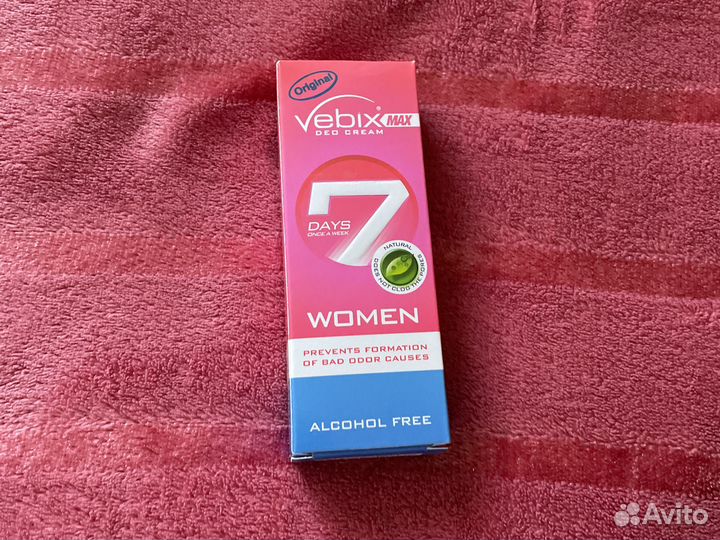 Original
Vebix® MAX
DEO CREAM
7
DAYS
ONCE A WEEK
NATURAL
DOES NOT CLOG THE PORES
WOMEN
PREVENTS FORMATION
OF BAD ODOR CAUSES
ALCOHOL FREE
Avito